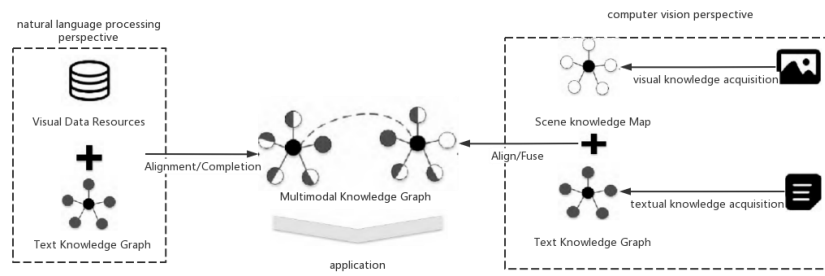 natural language processing
perspective
Visual Data Resources
Text Knowledge Graph
Alignment/Completion
Multimodal Knowledge Graph
application
computer vision perspective
visual knowledge acquisition
Scene knowledge Map
Align/Fuse
textual knowledge acquisition
Text Knowledge Graph